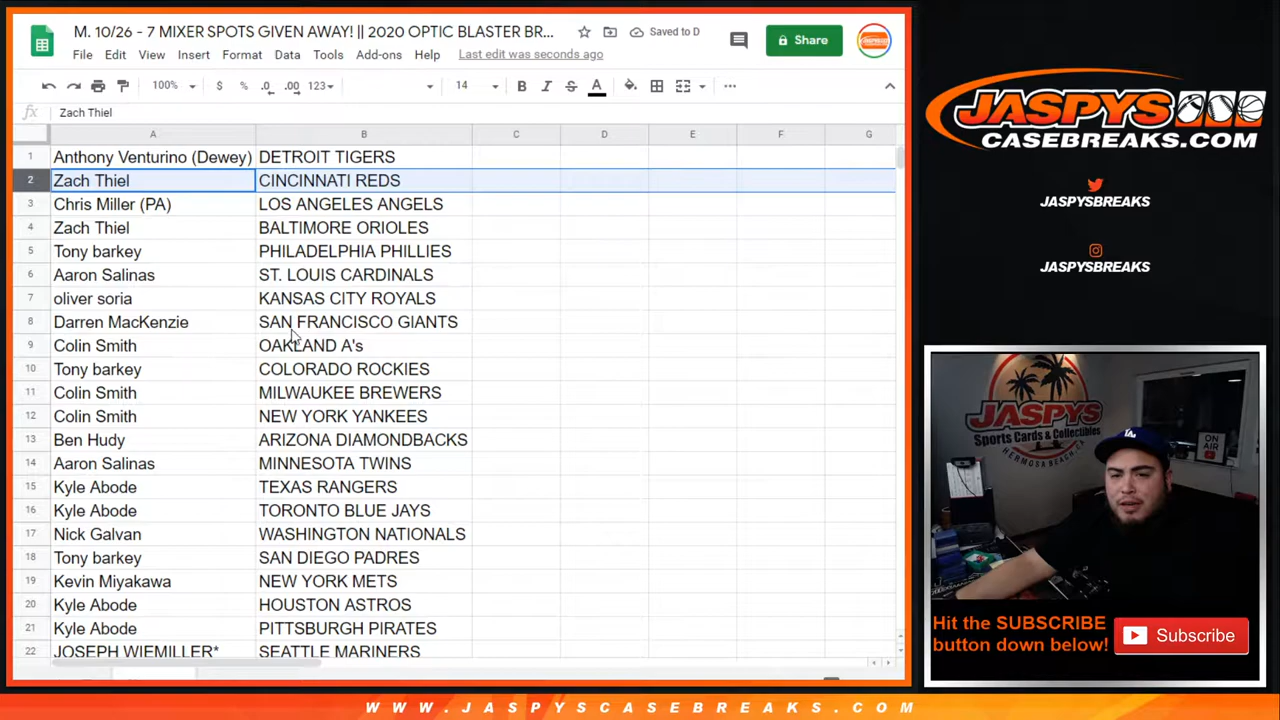 M. 10/26 - 7 MIXER SPOTS GIVEN AWAY! || 2020 OPTIC BLASTER BR...
Saved to D
Share
File Edit View Insert Format Data Tools Add-ons Help Last edit was seconds ago
100% $ % .0 .00 123 14 B I S A
fx Zach Thiel
A B C D E F G
1 Anthony Venturino (Dewey) DETROIT TIGERS
2 Zach Thiel CINCINNATI REDS
3 Chris Miller (PA) LOS ANGELES ANGELS
4 Zach Thiel BALTIMORE ORIOLES
5 Tony barkey PHILADELPHIA PHILLIES
6 Aaron Salinas ST. LOUIS CARDINALS
7 oliver soria KANSAS CITY ROYALS
8 Darren MacKenzie SAN FRANCISCO GIANTS
9 Colin Smith OAKLAND A's
10 Tony barkey COLORADO ROCKIES
11 Colin Smith MILWAUKEE BREWERS
12 Colin Smith NEW YORK YANKEES
13 Ben Hudy ARIZONA DIAMONDBACKS
14 Aaron Salinas MINNESOTA TWINS
15 Kyle Abode TEXAS RANGERS
16 Kyle Abode TORONTO BLUE JAYS
17 Nick Galvan WASHINGTON NATIONALS
18 Tony barkey SAN DIEGO PADRES
19 Kevin Miyakawa NEW YORK METS
20 Kyle Abode HOUSTON ASTROS
21 Kyle Abode PITTSBURGH PIRATES
22 JOSEPH WIEMILLER* SEATTLE MARINERS
JASPYS
CASEBREAKS.COM
JASPYSBREAKS
JASPYSBREAKS
JASPYS
Sports Cards & Collectibles
HERMOSA BEACH, CA
ON AIR
LA
Hit the SUBSCRIBE
button down below!
Subscribe
WWW.JASPYSCASEBREAKS.COM